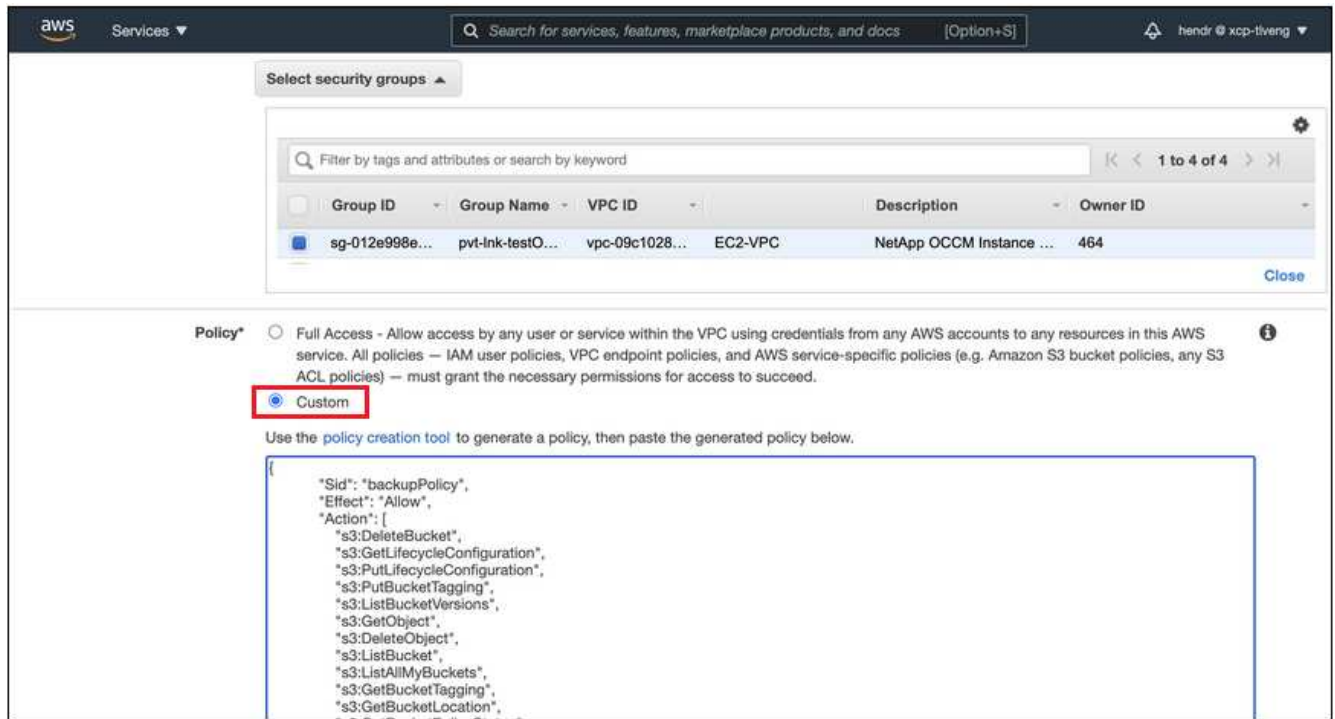 aws Services ▼ Search for services, features, marketplace products, and docs [Option+S] hendr @ xcp-tlveng ▼
Select security groups ▲
Filter by tags and attributes or search by keyword |< < 1 to 4 of 4 > >|
Group ID Group Name VPC ID Description Owner ID
sg-012e998e... pvt-lnk-testO... vpc-09c1028... EC2-VPC NetApp OCCM Instance ... 464
Close
Policy* Full Access - Allow access by any user or service within the VPC using credentials from any AWS accounts to any resources in this AWS
service. All policies — IAM user policies, VPC endpoint policies, and AWS service-specific policies (e.g. Amazon S3 bucket policies, any S3
ACL policies) — must grant the necessary permissions for access to succeed.
Custom
Use the policy creation tool to generate a policy, then paste the generated policy below.
{
"Sid": "backupPolicy",
"Effect": "Allow",
"Action": [
"s3:DeleteBucket",
"s3:GetLifecycleConfiguration",
"s3:PutLifecycleConfiguration",
"s3:PutBucketTagging",
"s3:ListBucketVersions",
"s3:GetObject",
"s3:DeleteObject",
"s3:ListBucket",
"s3:ListAllMyBuckets",
"s3:GetBucketTagging",
"s3:GetBucketLocation",